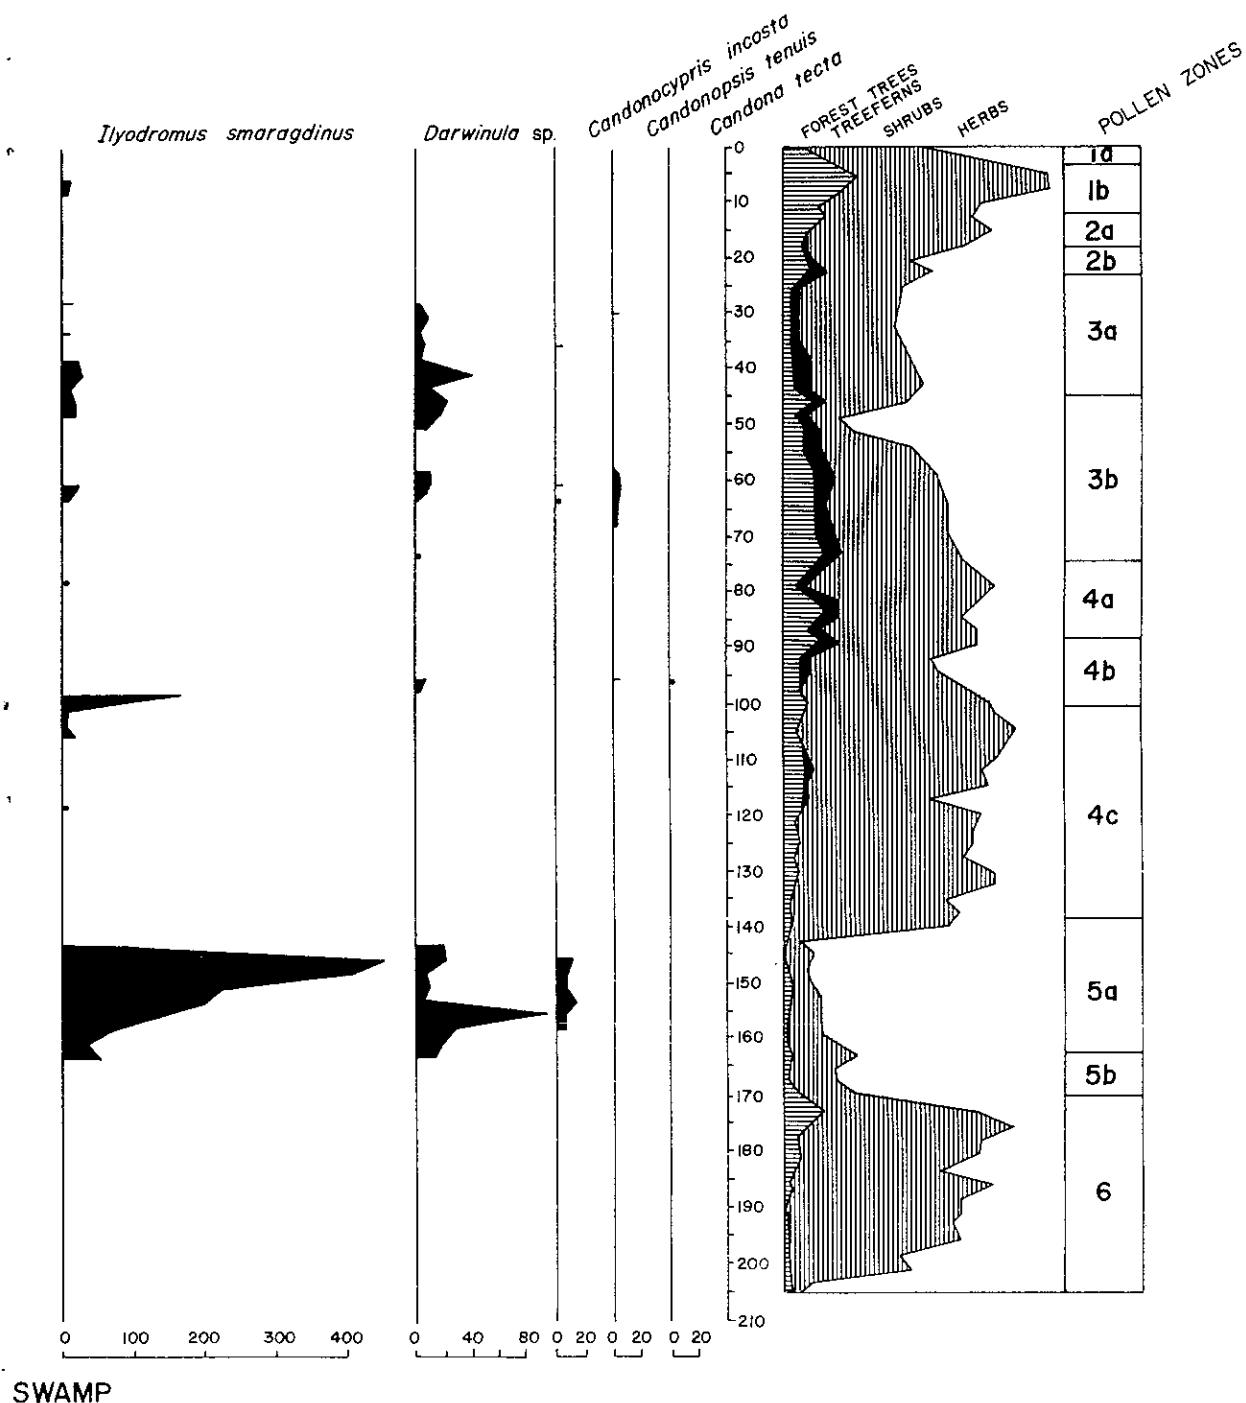 Ilyodromus smaragdinus
Darwinula sp.
Candonocypris incosta
Candonopsis tenuis
Candona tecta
FOREST TREES
TREEFERNS
SHRUBS
HERBS
POLLEN ZONES
0
10
20
30
40
50
60
70
80
90
100
110
120
130
140
150
160
170
180
190
200
210
1a
1b
2a
2b
3a
3b
4a
4b
4c
5a
5b
6
0 100 200 300 400
0 40 80
0 20
0 20
0 20
SWAMP